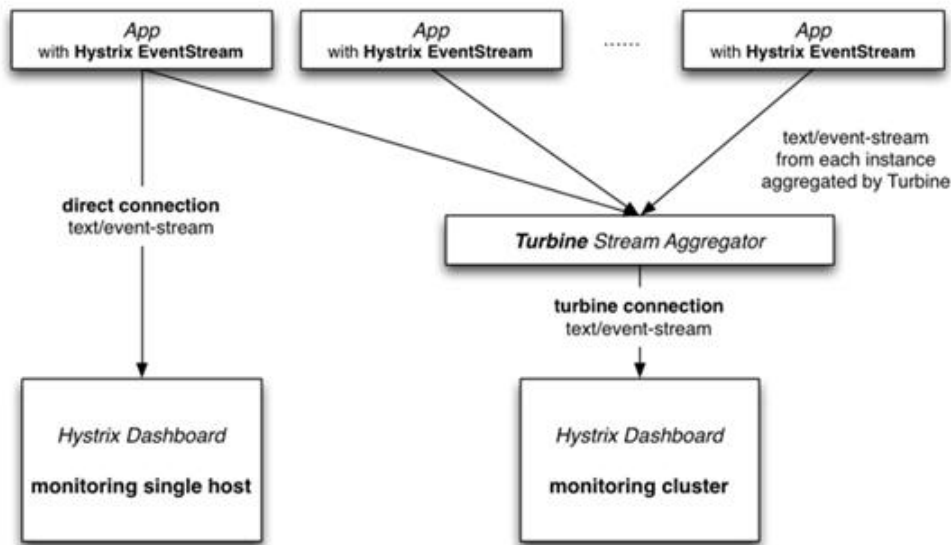 App
with Hystrix EventStream
App
with Hystrix EventStream
......
App
with Hystrix EventStream
text/event-stream
from each instance
aggregated by Turbine
direct connection
text/event-stream
Turbine Stream Aggregator
turbine connection
text/event-stream
Hystrix Dashboard
monitoring single host
Hystrix Dashboard
monitoring cluster